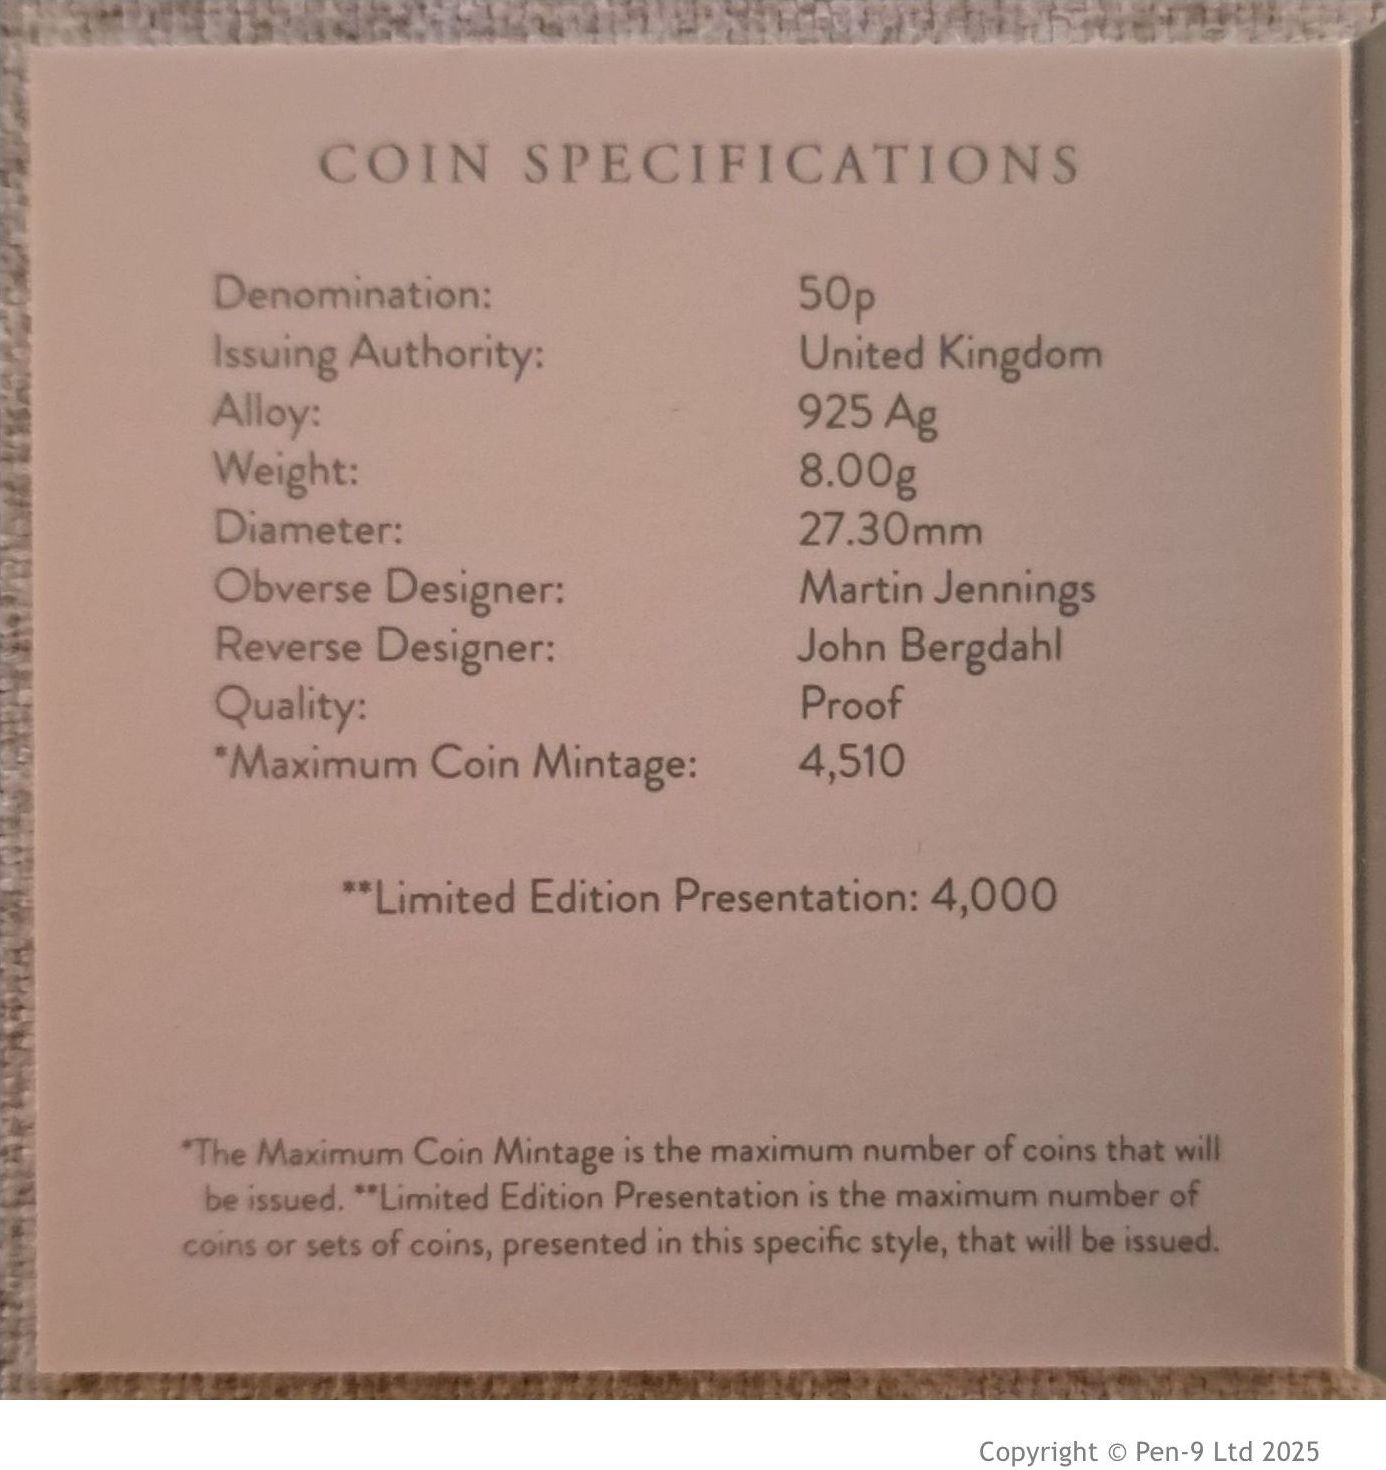 COIN SPECIFICATIONS
Denomination: 50p
Issuing Authority: United Kingdom
Alloy: 925 Ag
Weight: 8.00g
Diameter: 27.30mm
Obverse Designer: Martin Jennings
Reverse Designer: John Bergdahl
Quality: Proof
*Maximum Coin Mintage: 4,510
**Limited Edition Presentation: 4,000
*The Maximum Coin Mintage is the maximum number of coins that will
be issued. **Limited Edition Presentation is the maximum number of
coins or sets of coins, presented in this specific style, that will be issued.
Copyright © Pen-9 Ltd 2025